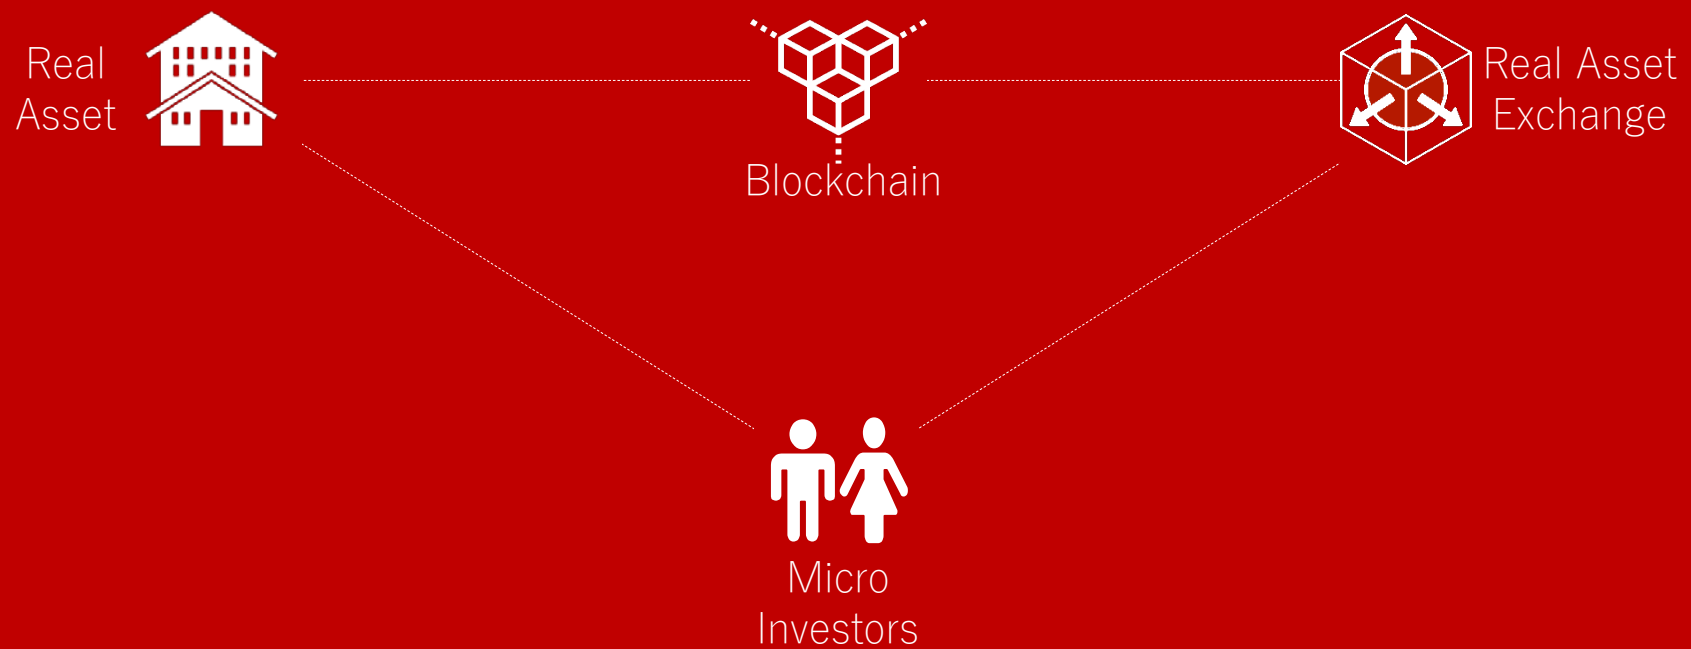 Real
Asset
Blockchain
Real Asset
Exchange
Micro
Investors